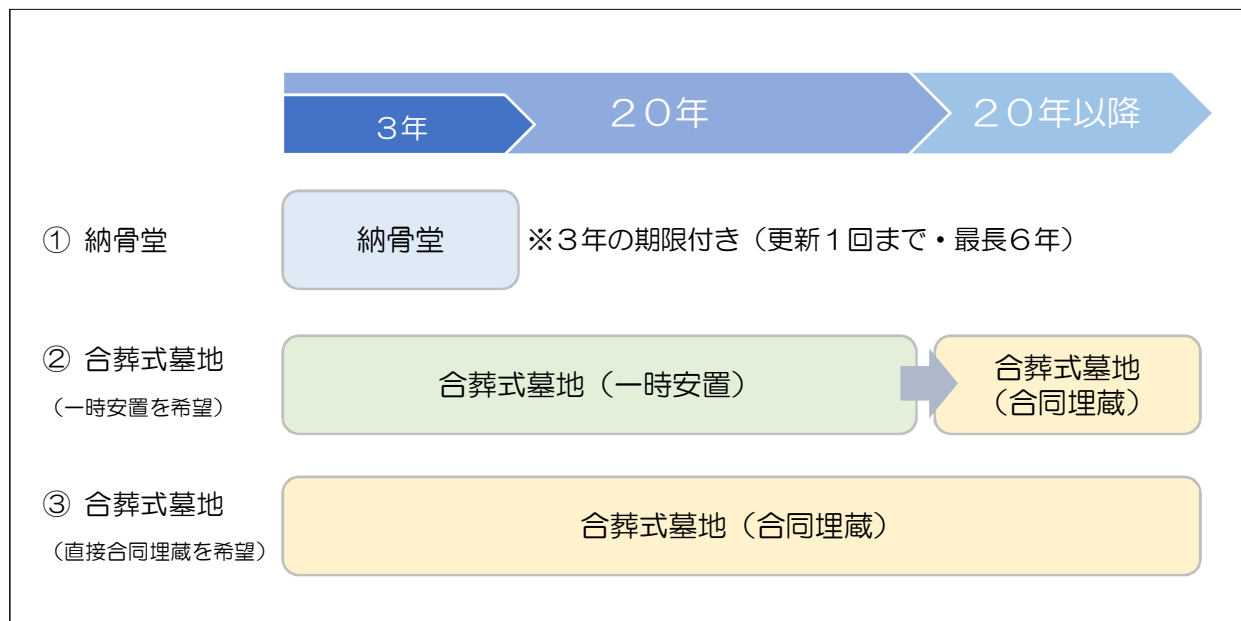 3年
20年
20年以降
① 納骨堂
納骨堂
※3年の期限付き(更新1回まで・最長6年)
② 合葬式墓地
(一時安置を希望)
合葬式墓地(一時安置)
合葬式墓地
(合同埋蔵)
③ 合葬式墓地
(直接合同埋蔵を希望)
合葬式墓地(合同埋蔵)